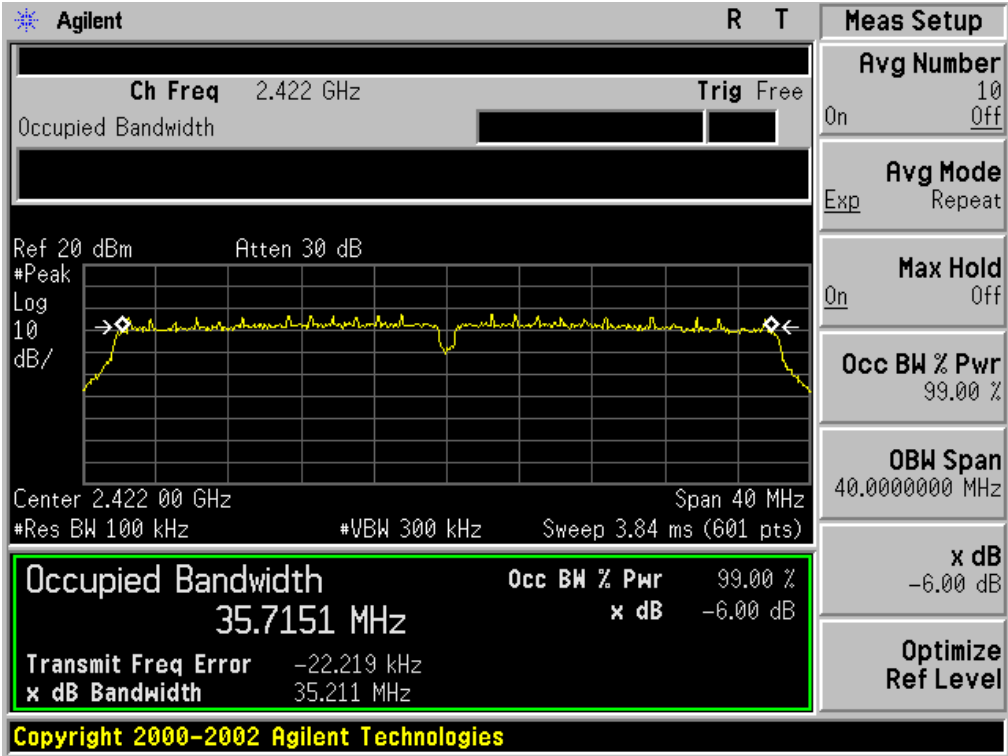 Agilent R T
Ch Freq 2.422 GHz Trig Free
Occupied Bandwidth
Ref 20 dBm Atten 30 dB
#Peak
Log
10
dB/
Center 2.422 00 GHz Span 40 MHz
#Res BW 100 kHz #VBW 300 kHz Sweep 3.84 ms (601 pts)
Occupied Bandwidth Occ BW % Pwr 99.00 %
35.7151 MHz x dB -6.00 dB
Transmit Freq Error -22.219 kHz
x dB Bandwidth 35.211 MHz
Copyright 2000-2002 Agilent Technologies
Meas Setup
Avg Number
10
On Off
Avg Mode
Exp Repeat
Max Hold
On Off
Occ BW % Pwr
99.00 %
OBW Span
40.0000000 MHz
x dB
-6.00 dB
Optimize
Ref Level